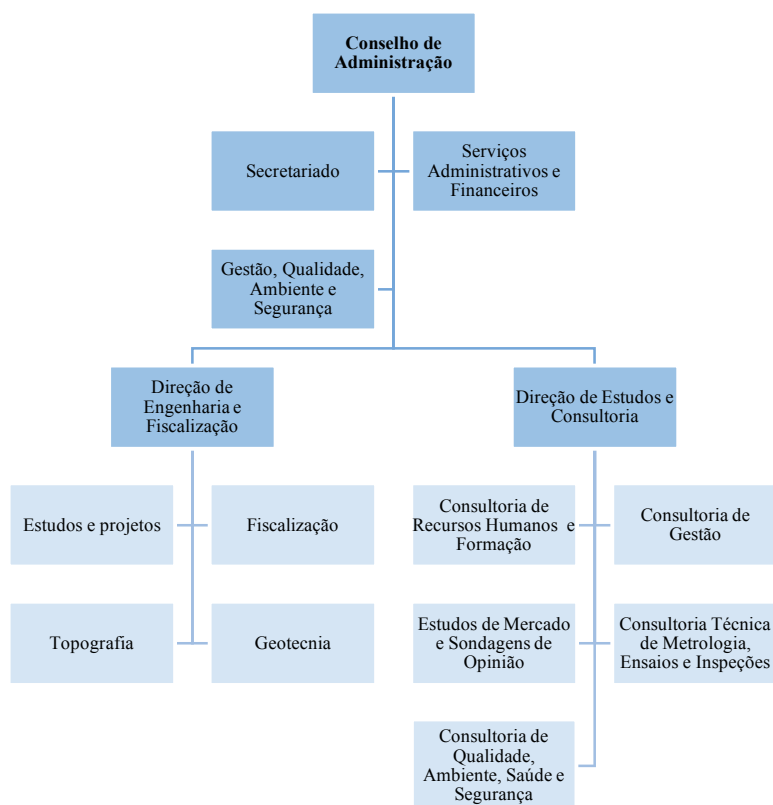 Conselho de
Administração
Secretariado
Serviços
Administrativos e
Financeiros
Gestão, Qualidade,
Ambiente e
Segurança
Direção de
Engenharia e
Fiscalização
Direção de Estudos e
Consultoria
Estudos e projetos
Fiscalização
Consultoria de
Recursos Humanos e
Formação
Consultoria de
Gestão
Topografia
Geotecnia
Estudos de Mercado
e Sondagens de
Opinião
Consultoria Técnica
de Metrologia,
Ensaios e Inspeções
Consultoria de
Qualidade,
Ambiente, Saúde e
Segurança